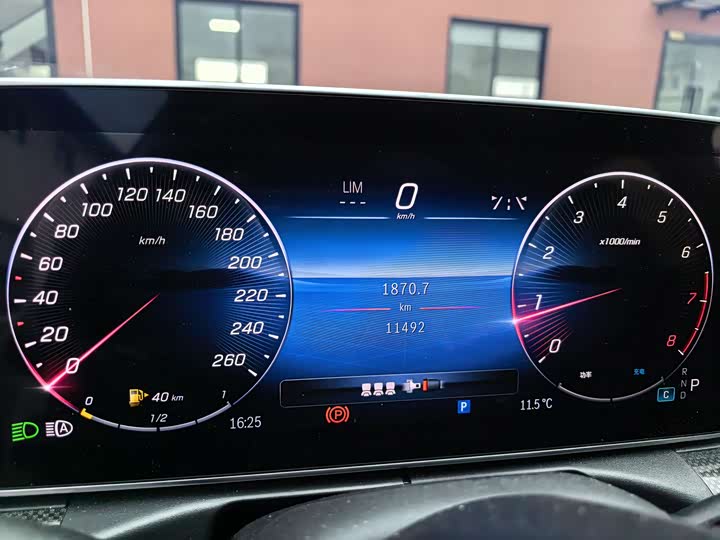 20
40
60
80
100
120
140
160
180
200
220
240
260
0
km/h
0
1/2
1
40 km
16:25
A
LIM
---
0
km/h
1870.7
km
11492
P
P
11.5°C
0
1
2
3
4
5
6
7
8
x1000/min
功率
充电
C
R
N
D
P